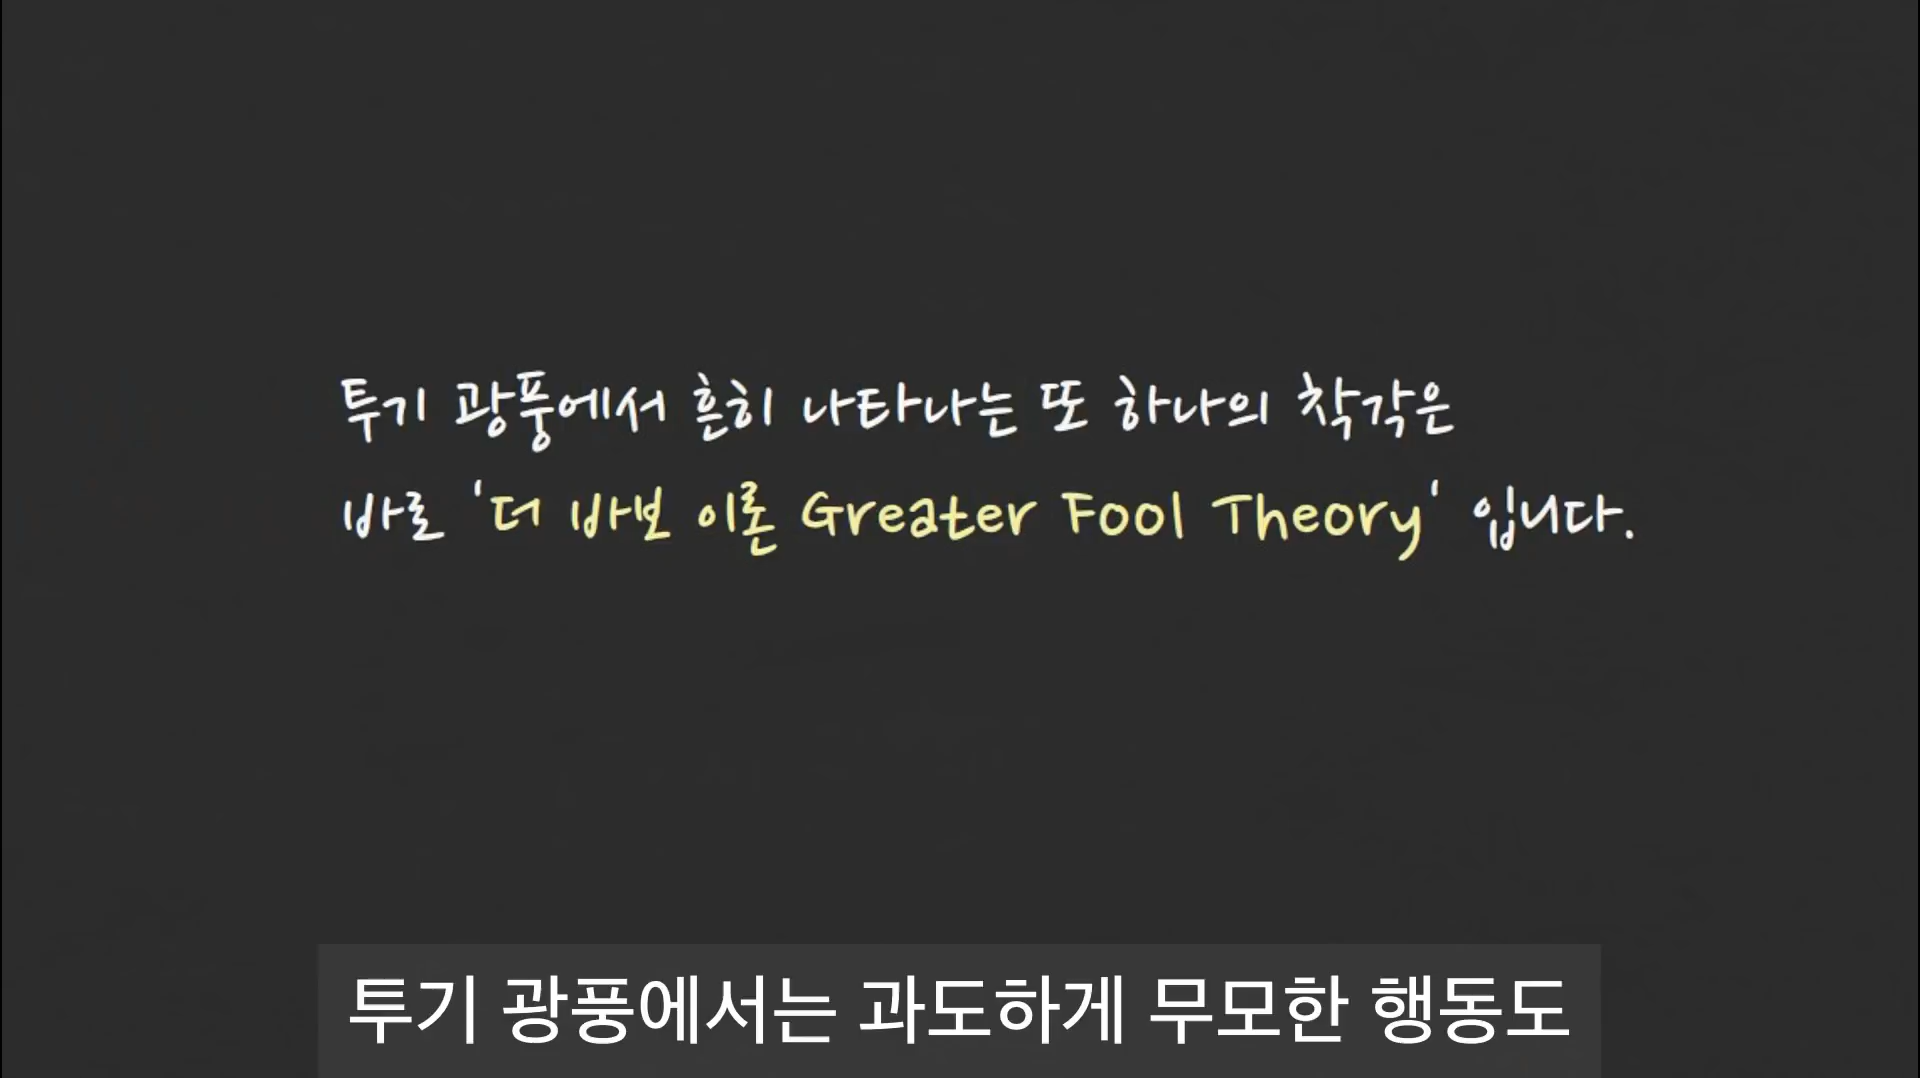 투기 광풍에서 흔히 나타나는 또 하나의 착각은
바로 '더 바보 이론 Greater Fool Theory' 입니다.
투기 광풍에서는 과도하게 무모한 행동도